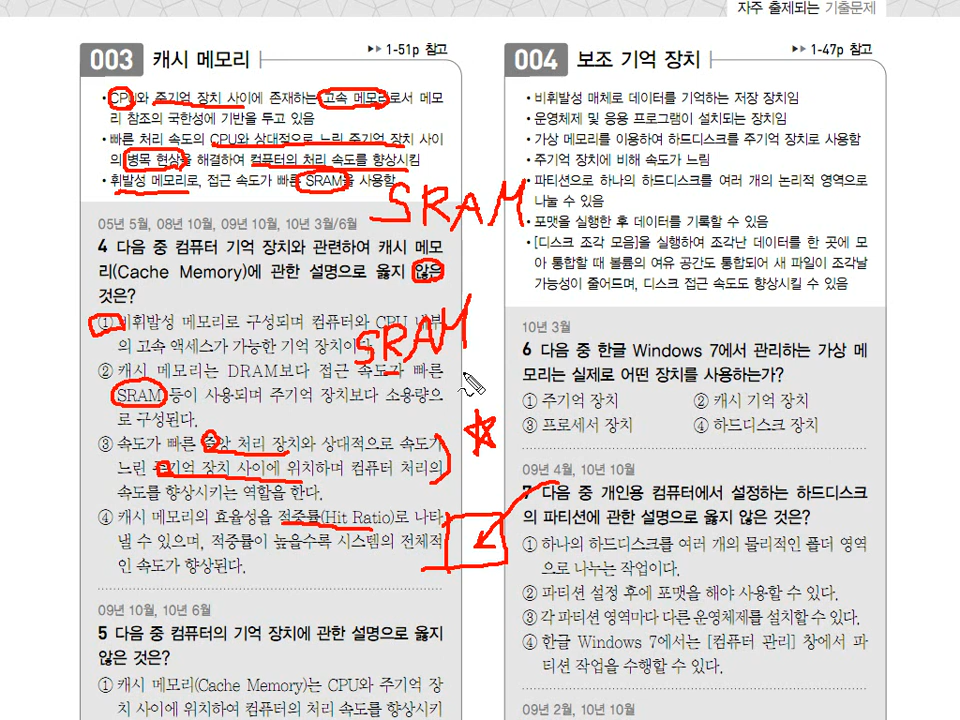 자주 출제되는 기출문제
003 캐시 메모리
▶▶ 1-51p 참고
• CPU와 주기억 장치 사이에 존재하는 고속 메모리로서 메모
리 참조의 국한성에 기반을 두고 있음
• 빠른 처리 속도의 CPU와 상대적으로 느린 주기억 장치 사이
의 병목 현상을 해결하여 컴퓨터의 처리 속도를 향상시킴
• 휘발성 메모리로, 접근 속도가 빠른 SRAM을 사용함
SRAM
05년 5월, 08년 10월, 09년 10월, 10년 3월/6월
4 다음 중 컴퓨터 기억 장치와 관련하여 캐시 메모
리(Cache Memory)에 관한 설명으로 옳지 않은
것은?
① 비휘발성 메모리로 구성되며 컴퓨터와 CPU 내부
의 고속 액세스가 가능한 기억 장치이다.
SRAM
② 캐시 메모리는 DRAM보다 접근 속도가 빠른
SRAM 등이 사용되며 주기억 장치보다 소용량으
로 구성된다.
③ 속도가 빠른 중앙 처리 장치와 상대적으로 속도가
느린 주기억 장치 사이에 위치하며 컴퓨터 처리의
속도를 향상시키는 역할을 한다.
④ 캐시 메모리의 효율성을 적중률(Hit Ratio)로 나타
낼 수 있으며, 적중률이 높을수록 시스템의 전체적
인 속도가 향상된다.
09년 10월, 10년 6월
5 다음 중 컴퓨터의 기억 장치에 관한 설명으로 옳지
않은 것은?
① 캐시 메모리(Cache Memory)는 CPU와 주기억 장
치 사이에 위치하여 컴퓨터의 처리 속도를 향상시키
004 보조 기억 장치
▶▶ 1-47p 참고
• 비휘발성 매체로 데이터를 기억하는 저장 장치임
• 운영체제 및 응용 프로그램이 설치되는 장치임
• 가상 메모리를 이용하여 하드디스크를 주기억 장치로 사용함
• 주기억 장치에 비해 속도가 느림
• 파티션으로 하나의 하드디스크를 여러 개의 논리적 영역으로
나눌 수 있음
• 포맷을 실행한 후 데이터를 기록할 수 있음
• [디스크 조각 모음]을 실행하여 조각난 데이터를 한 곳에 모
아 통합할 때 볼륨의 여유 공간도 통합되어 새 파일이 조각날
가능성이 줄어드며, 디스크 접근 속도도 향상시킬 수 있음
10년 3월
6 다음 중 한글 Windows 7에서 관리하는 가상 메
모리는 실제로 어떤 장치를 사용하는가?
① 주기억 장치 ② 캐시 기억 장치
③ 프로세서 장치 ④ 하드디스크 장치
09년 4월, 10년 10월
7 다음 중 개인용 컴퓨터에서 설정하는 하드디스크
의 파티션에 관한 설명으로 옳지 않은 것은?
① 하나의 하드디스크를 여러 개의 물리적인 폴더 영역
으로 나누는 작업이다.
② 파티션 설정 후에 포맷을 해야 사용할 수 있다.
③ 각 파티션 영역마다 다른 운영체제를 설치할 수 있다.
④ 한글 Windows 7에서는 [컴퓨터 관리] 창에서 파
티션 작업을 수행할 수 있다.
09년 2월, 10년 10월